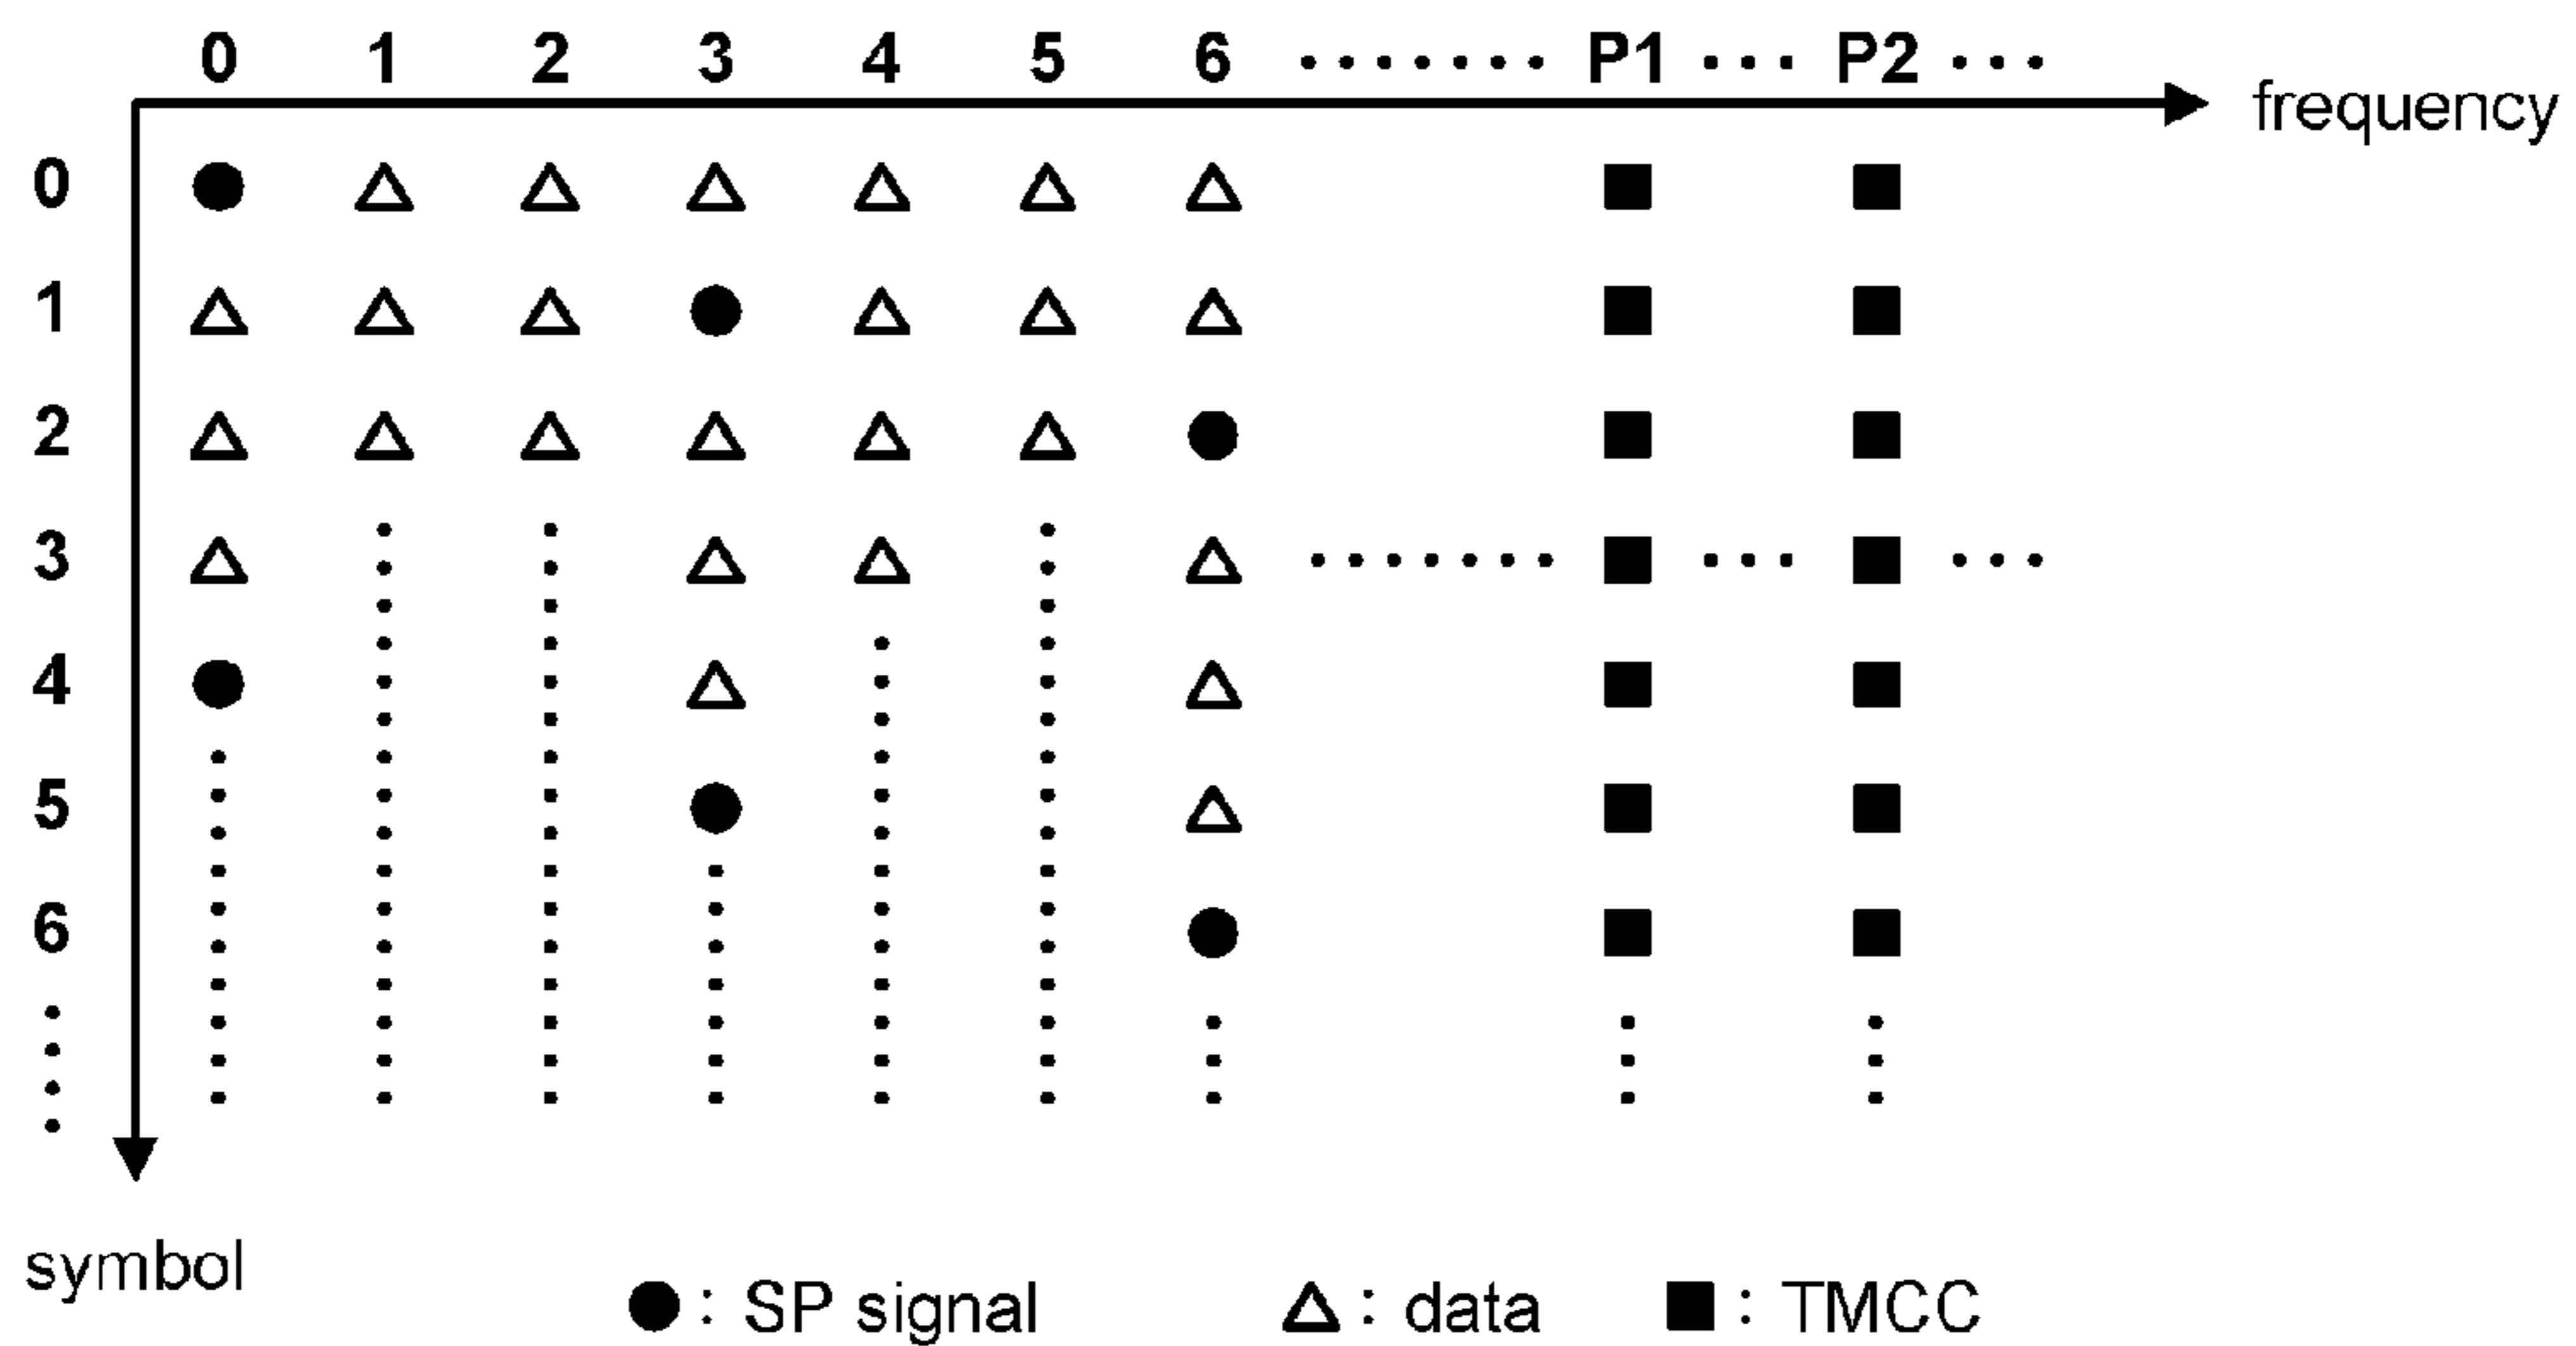 0 1 2 3 4 5 6 ....... P1 ... P2 ...
frequency
0
1
2
3
4
5
6
symbol
: SP signal : data : TMCC